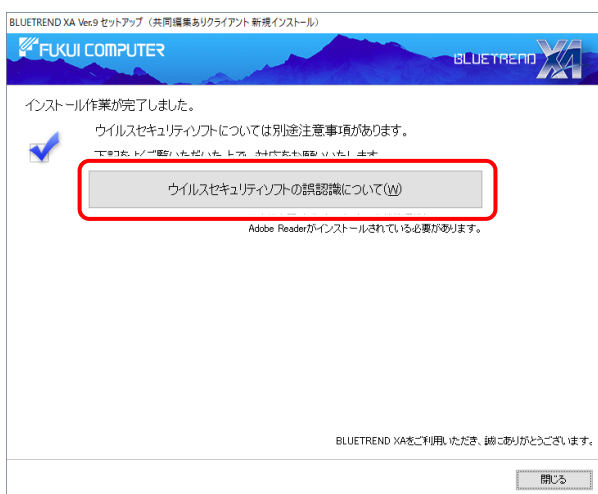 BLUETREND XA Ver.9 セットアップ（共同編集ありクライアント 新規インストール）
FUKUI COMPUTER
BLUETREND XA
インストール作業が完了しました。
ウイルスセキュリティソフトについては別途注意事項があります。
ウイルスセキュリティソフトの誤認識について(W)
Adobe Readerがインストールされている必要があります。
BLUETREND XAをご利用いただき、誠にありがとうございます。
閉じる